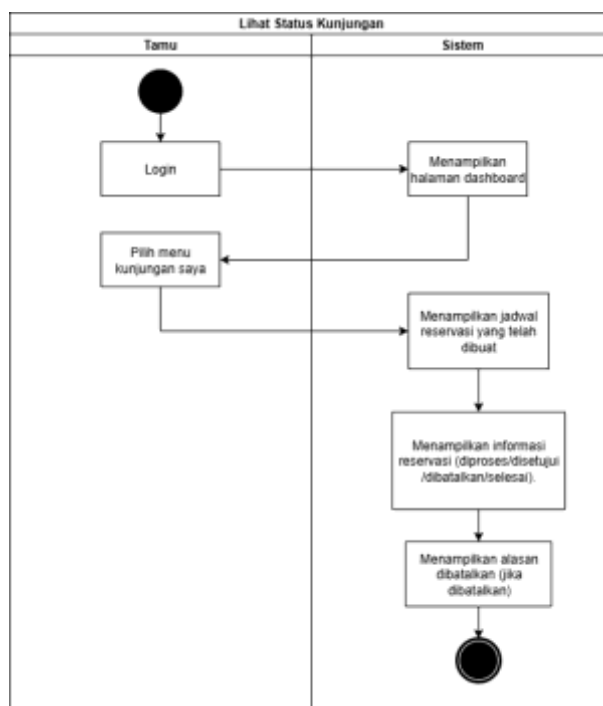 Lihat Status Kunjungan
Tamu
Sistem
Login
Menampilkan
halaman dashboard
Pilih menu
kunjungan saya
Menampilkan jadwal
reservasi yang telah
dibuat
Menampilkan informasi
reservasi (diproses/disetujui
/dibatalkan/selesai).
Menampilkan alasan
dibatalkan (jika
dibatalkan)